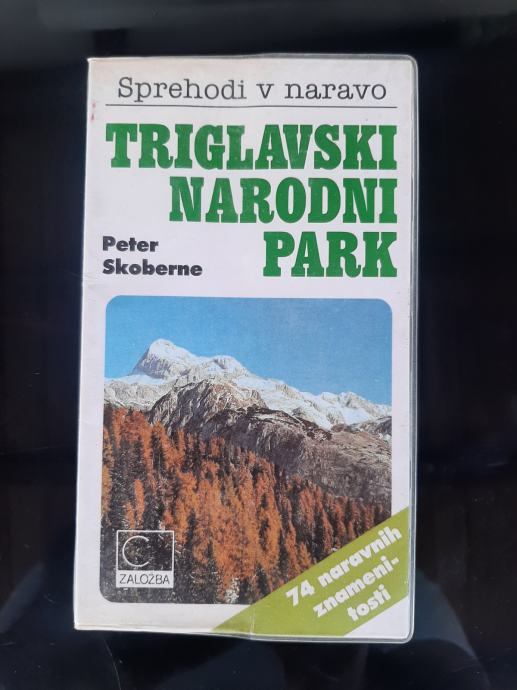 Sprehodi v naravo
TRIGLAVSKI
NARODNI
PARK
Peter
Skoberne
C
ZALOŽBA
74 naravnih
znameni-
tosti